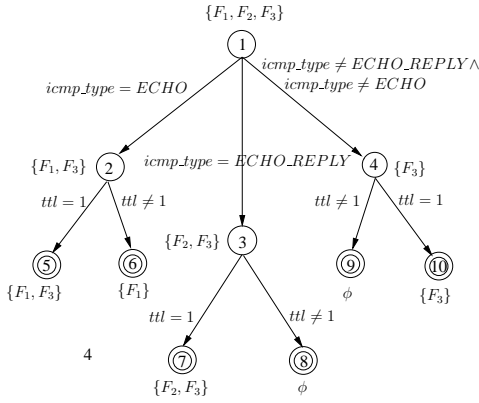 {F₁, F₂, F₃}
1
icmp_type ≠ ECHO_REPLY ∧
icmp_type ≠ ECHO
icmp_type = ECHO
{F₁, F₃}
2
icmp_type = ECHO_REPLY
4
{F₃}
ttl = 1
ttl ≠ 1
ttl ≠ 1
ttl = 1
{F₂, F₃}
3
5
6
9
10
{F₁, F₃}
{F₁}
ϕ
{F₃}
ttl = 1
ttl ≠ 1
4
7
8
{F₂, F₃}
ϕ